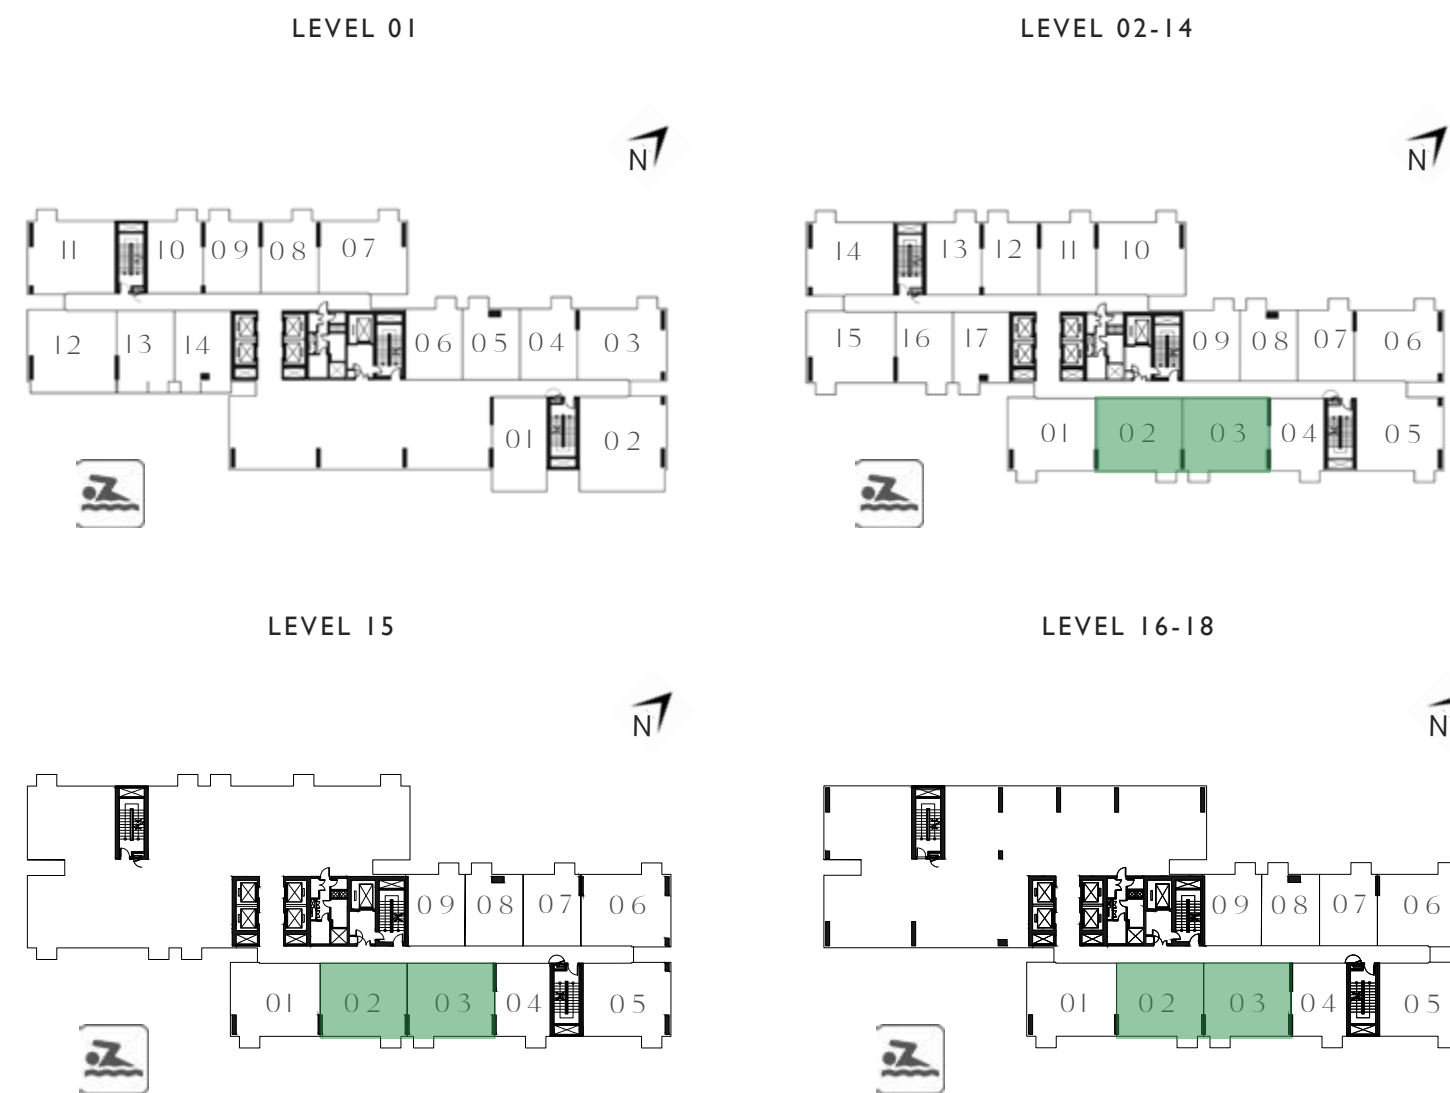 LEVEL 01
LEVEL 02-14
N
N
11 10 09 08 07
14 13 12 11 10
12 13 14 06 05 04 03
15 16 17 09 08 07 06
01 02
01 02 03 04 05
LEVEL 15
LEVEL 16-18
N
N
09 08 07 06
09 08 07 06
01 02 03 04 05
01 02 03 04 05